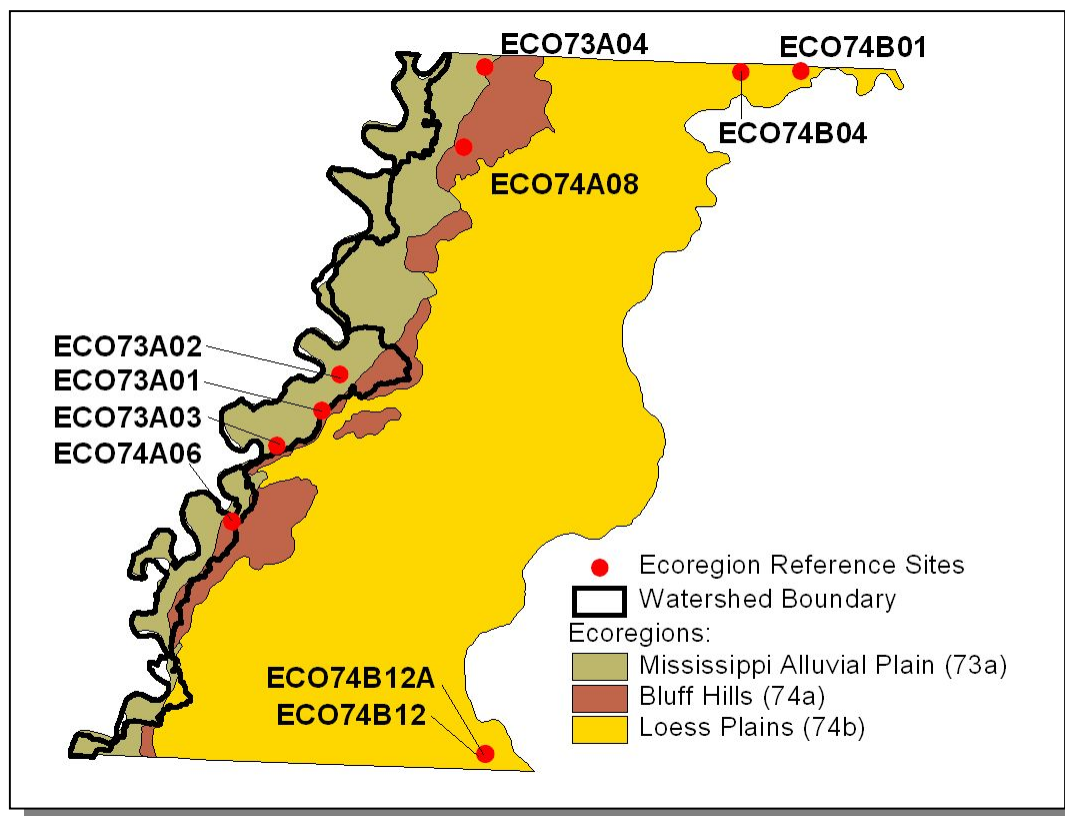 ECO73A04
ECO74B01
ECO74B04
ECO74A08
ECO73A02
ECO73A01
ECO73A03
ECO74A06
Ecoregion Reference Sites
Watershed Boundary
Ecoregions:
Mississippi Alluvial Plain (73a)
Bluff Hills (74a)
Loess Plains (74b)
ECO74B12A
ECO74B12